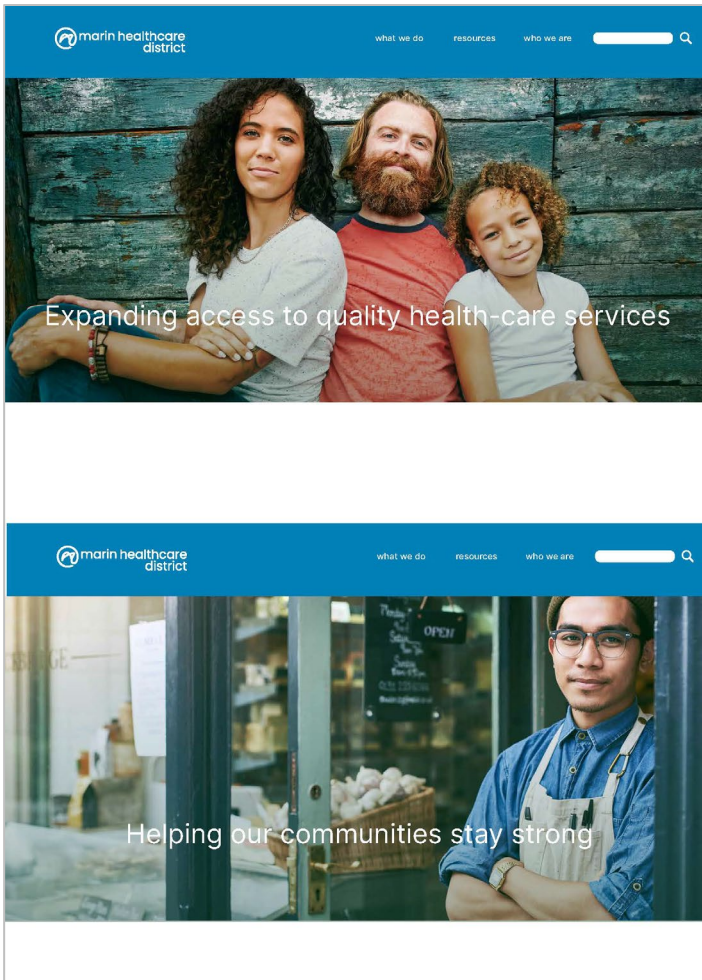 marin healthcare
district
what we do
resources
who we are
Expanding access to quality health-care services
marin healthcare
district
what we do
resources
who we are
OPEN
Helping our communities stay strong